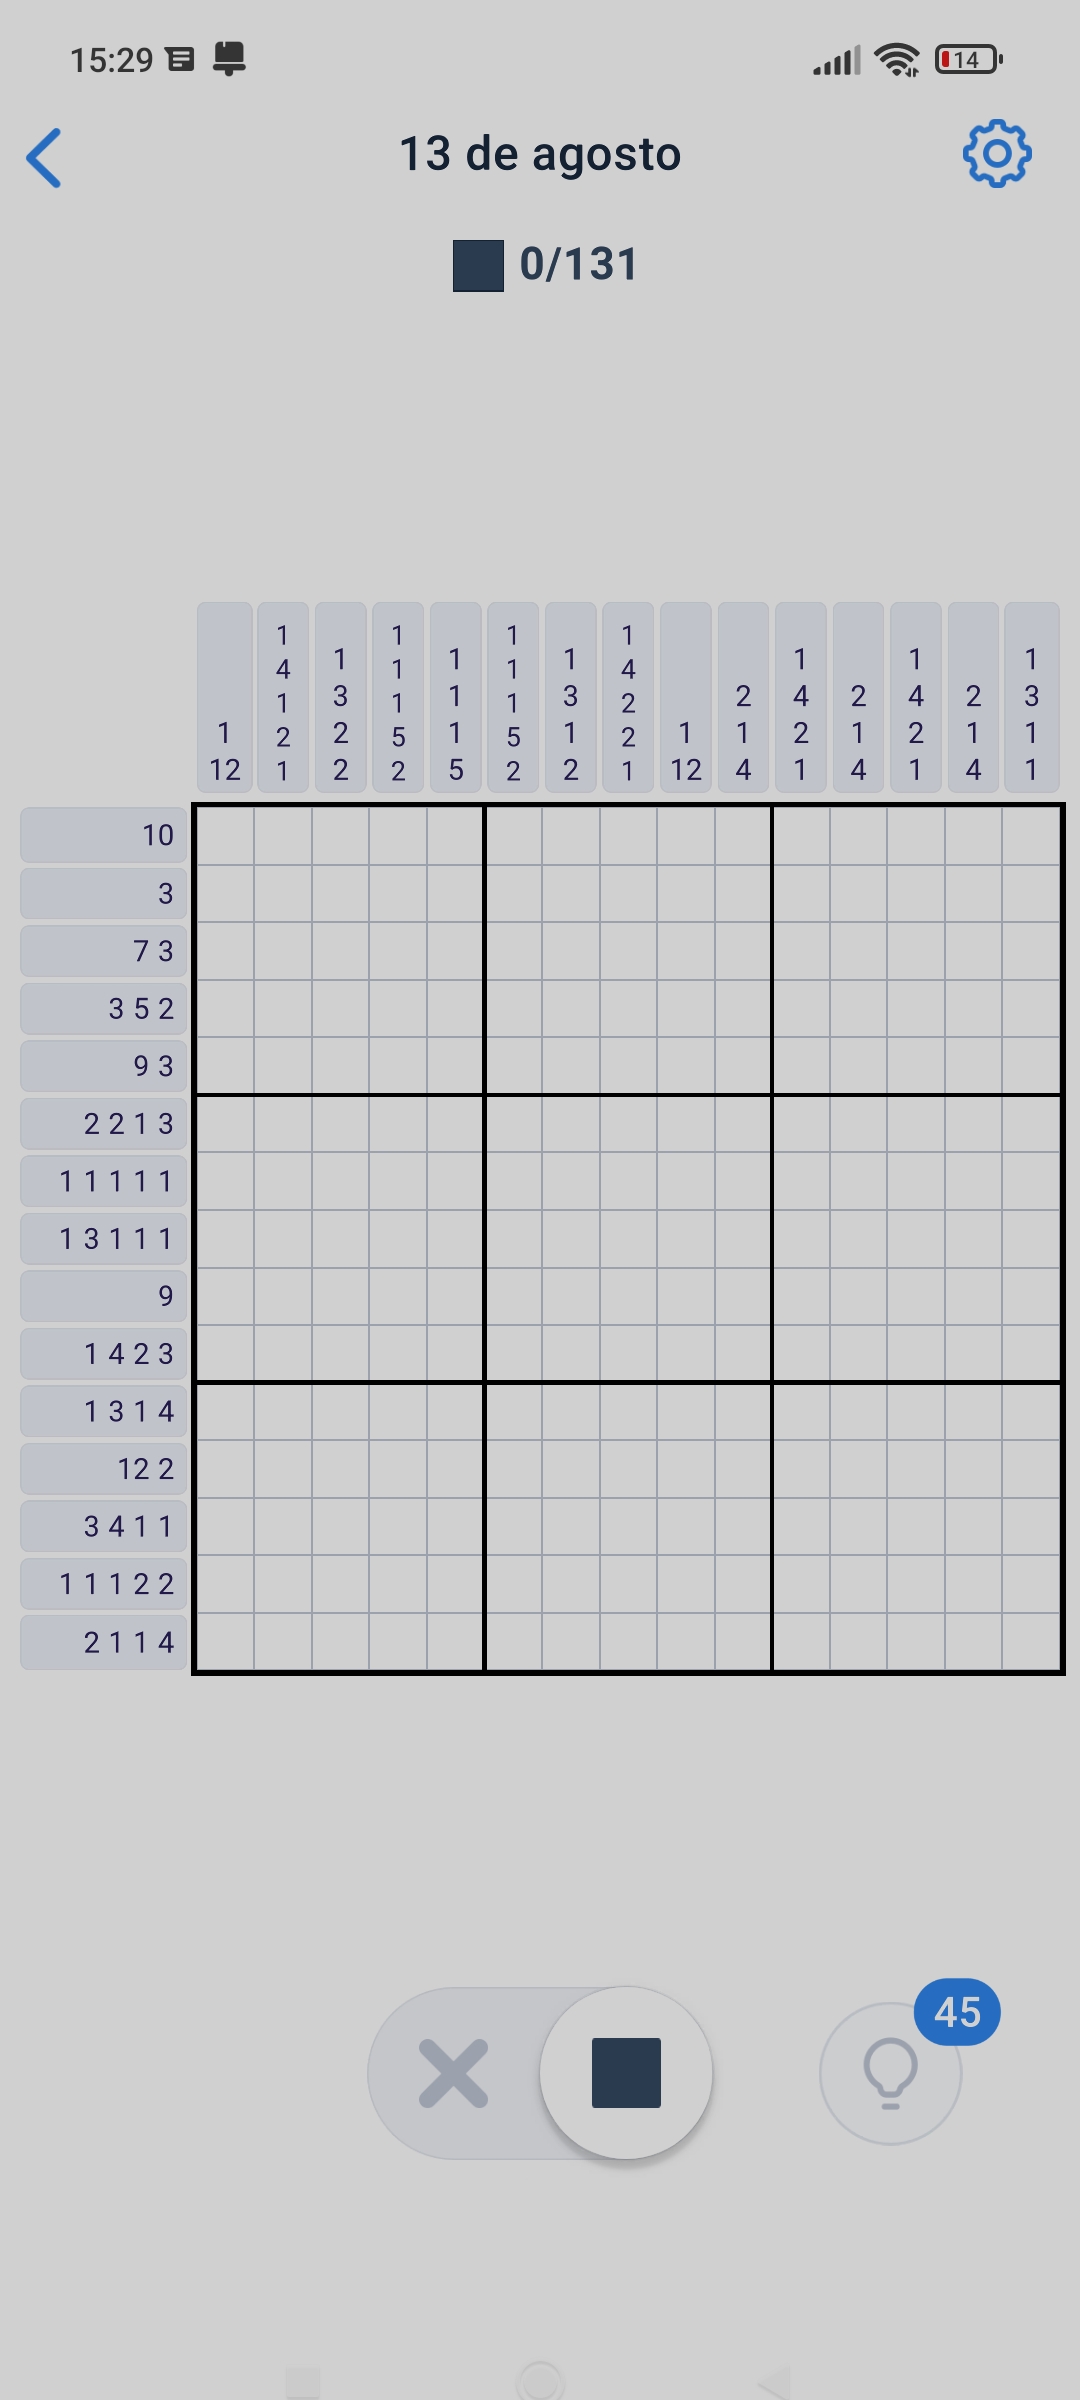 15:29
14
13 de agosto
0/131
1 12
1 4 1 2 1
1 3 2 2
1 1 1 5 2
1 1 1 5
1 1 1 5 2
1 3 1 2
1 4 2 2 1
1 12
2 1 4
1 4 2 1
2 1 4
1 4 2 1
2 1 4
1 3 1 1
10
3
7 3
3 5 2
9 3
2 2 1 3
1 1 1 1 1
1 3 1 1 1
9
1 4 2 3
1 3 1 4
12 2
3 4 1 1
1 1 1 2 2
2 1 1 4
45